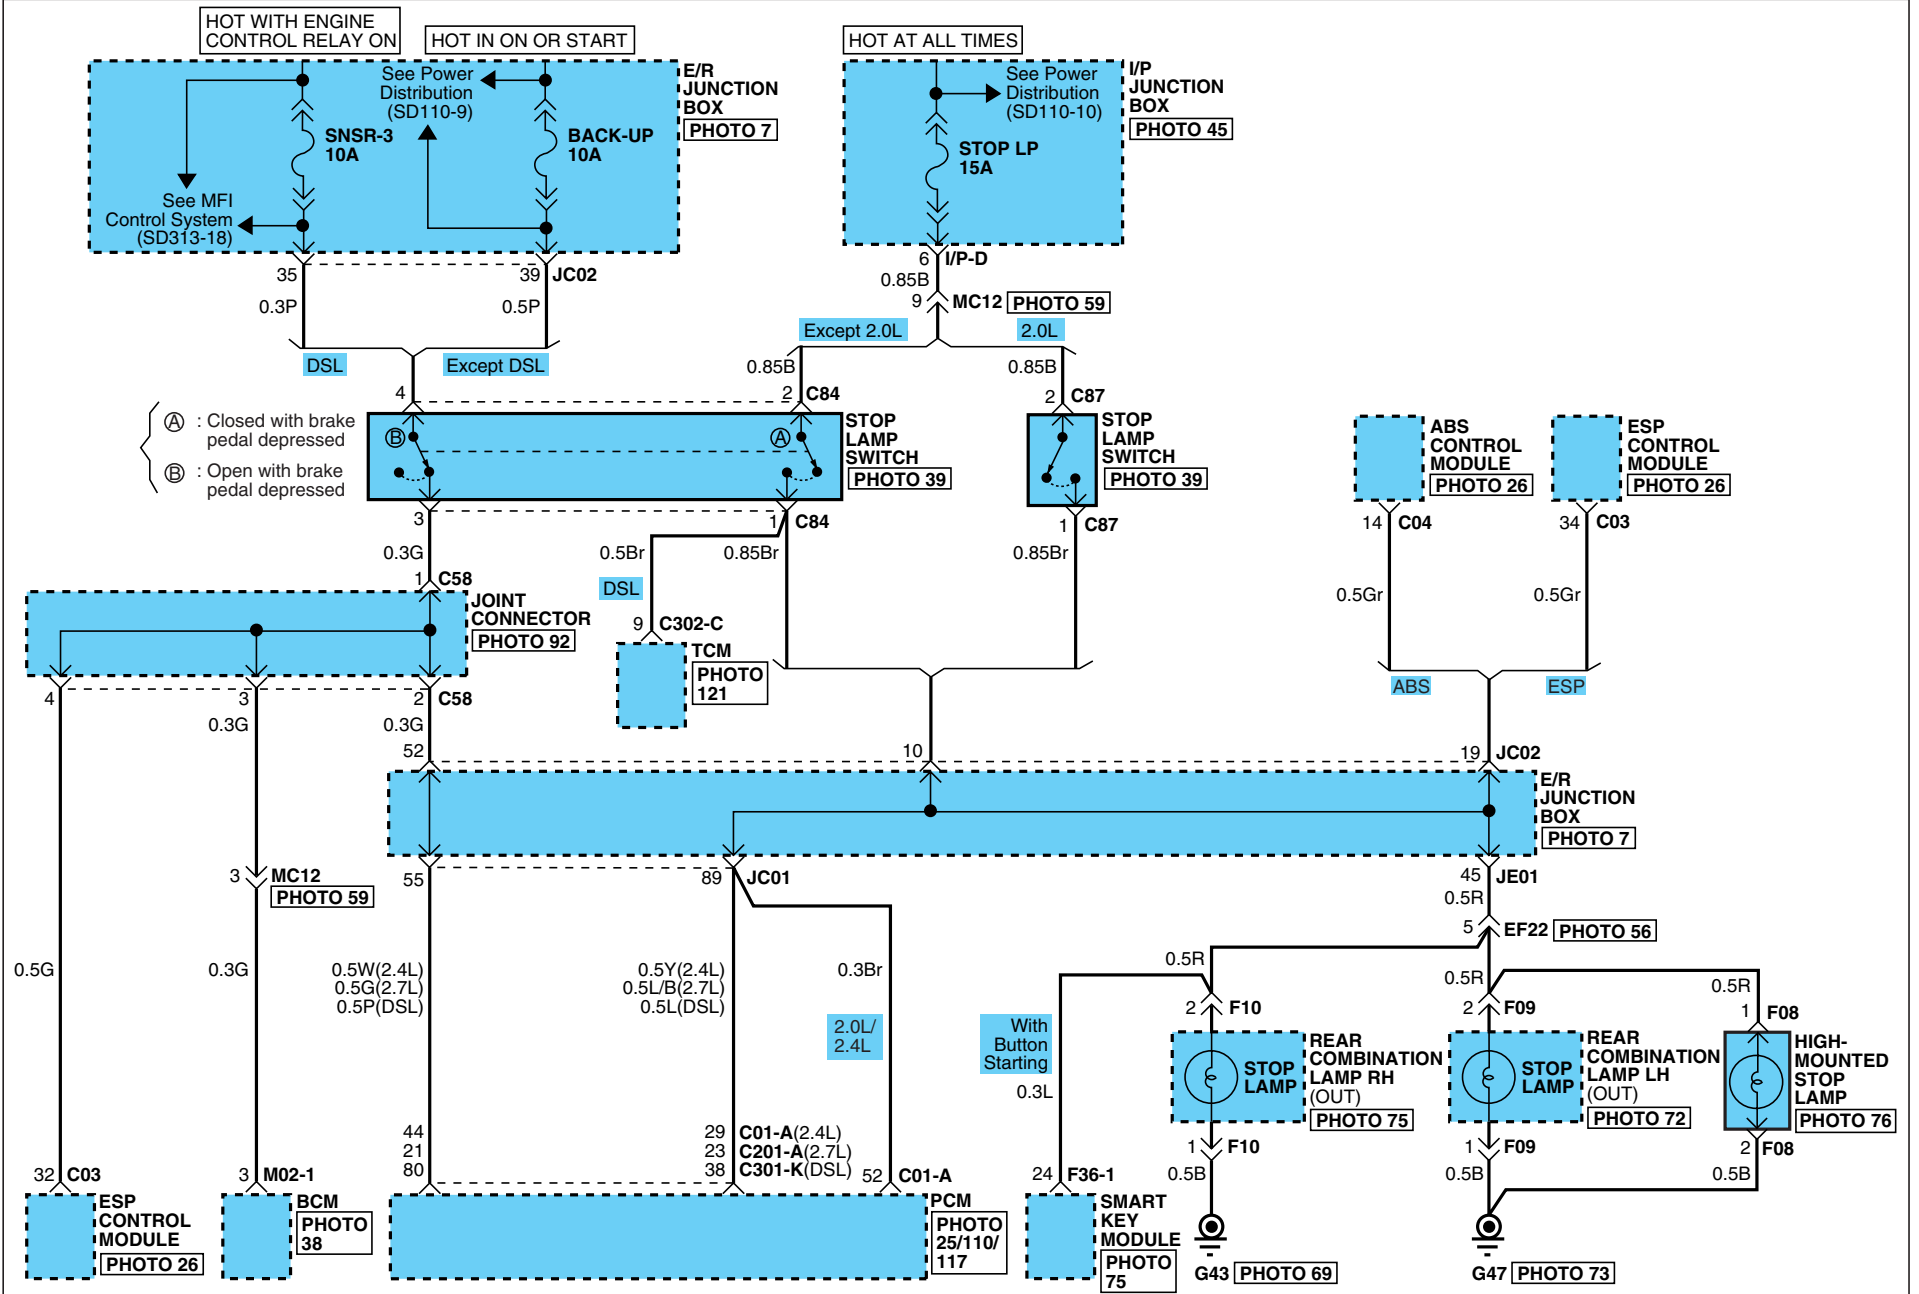 HOT WITH ENGINE
CONTROL RELAY ON
HOT IN ON OR START
HOT AT ALL TIMES
See Power
Distribution
(SD110-9)
SNSR-3
10A
BACK-UP
10A
See MFI
Control System
(SD313-18)
E/R
JUNCTION
BOX
PHOTO 7
See Power
Distribution
(SD110-10)
STOP LP
15A
I/P
JUNCTION
BOX
PHOTO 45
35
39
JC02
0.3P
0.5P
6
I/P-D
0.85B
9
MC12
PHOTO 59
DSL
Except DSL
Except 2.0L
2.0L
0.85B
0.85B
4
2
C84
2
C87
A : Closed with brake
pedal depressed
B : Open with brake
pedal depressed
B
A
STOP
LAMP
SWITCH
PHOTO 39
STOP
LAMP
SWITCH
PHOTO 39
ABS
CONTROL
MODULE
PHOTO 26
ESP
CONTROL
MODULE
PHOTO 26
3
1
C84
1
C87
14
C04
34
C03
0.3G
0.5Br
0.85Br
0.85Br
0.5Gr
0.5Gr
1
C58
DSL
JOINT
CONNECTOR
PHOTO 92
9
C302-C
TCM
PHOTO
121
4
3
2
C58
ABS
ESP
0.3G
0.3G
52
10
19
JC02
E/R
JUNCTION
BOX
PHOTO 7
55
89
JC01
45
JE01
3
MC12
PHOTO 59
0.5R
5
EF22
PHOTO 56
0.5G
0.3G
0.5W(2.4L)
0.5G(2.7L)
0.5P(DSL)
0.5Y(2.4L)
0.5L/B(2.7L)
0.5L(DSL)
0.3Br
2.0L/
2.4L
0.5R
0.5R
0.5R
With
Button
Starting
0.3L
2
F10
2
F09
1
F08
STOP
LAMP
REAR
COMBINATION
LAMP RH
(OUT)
PHOTO 75
STOP
LAMP
REAR
COMBINATION
LAMP LH
(OUT)
PHOTO 72
HIGH-
MOUNTED
STOP
LAMP
PHOTO 76
44
21
80
29
23
38
C01-A(2.4L)
C201-A(2.7L)
C301-K(DSL)
52
C01-A
1
F10
1
F09
2
F08
0.5B
0.5B
0.5B
32
C03
3
M02-1
24
F36-1
ESP
CONTROL
MODULE
PHOTO 26
BCM
PHOTO
38
PCM
PHOTO
25/110/
117
SMART
KEY
MODULE
PHOTO
75
G43
PHOTO 69
G47
PHOTO 73